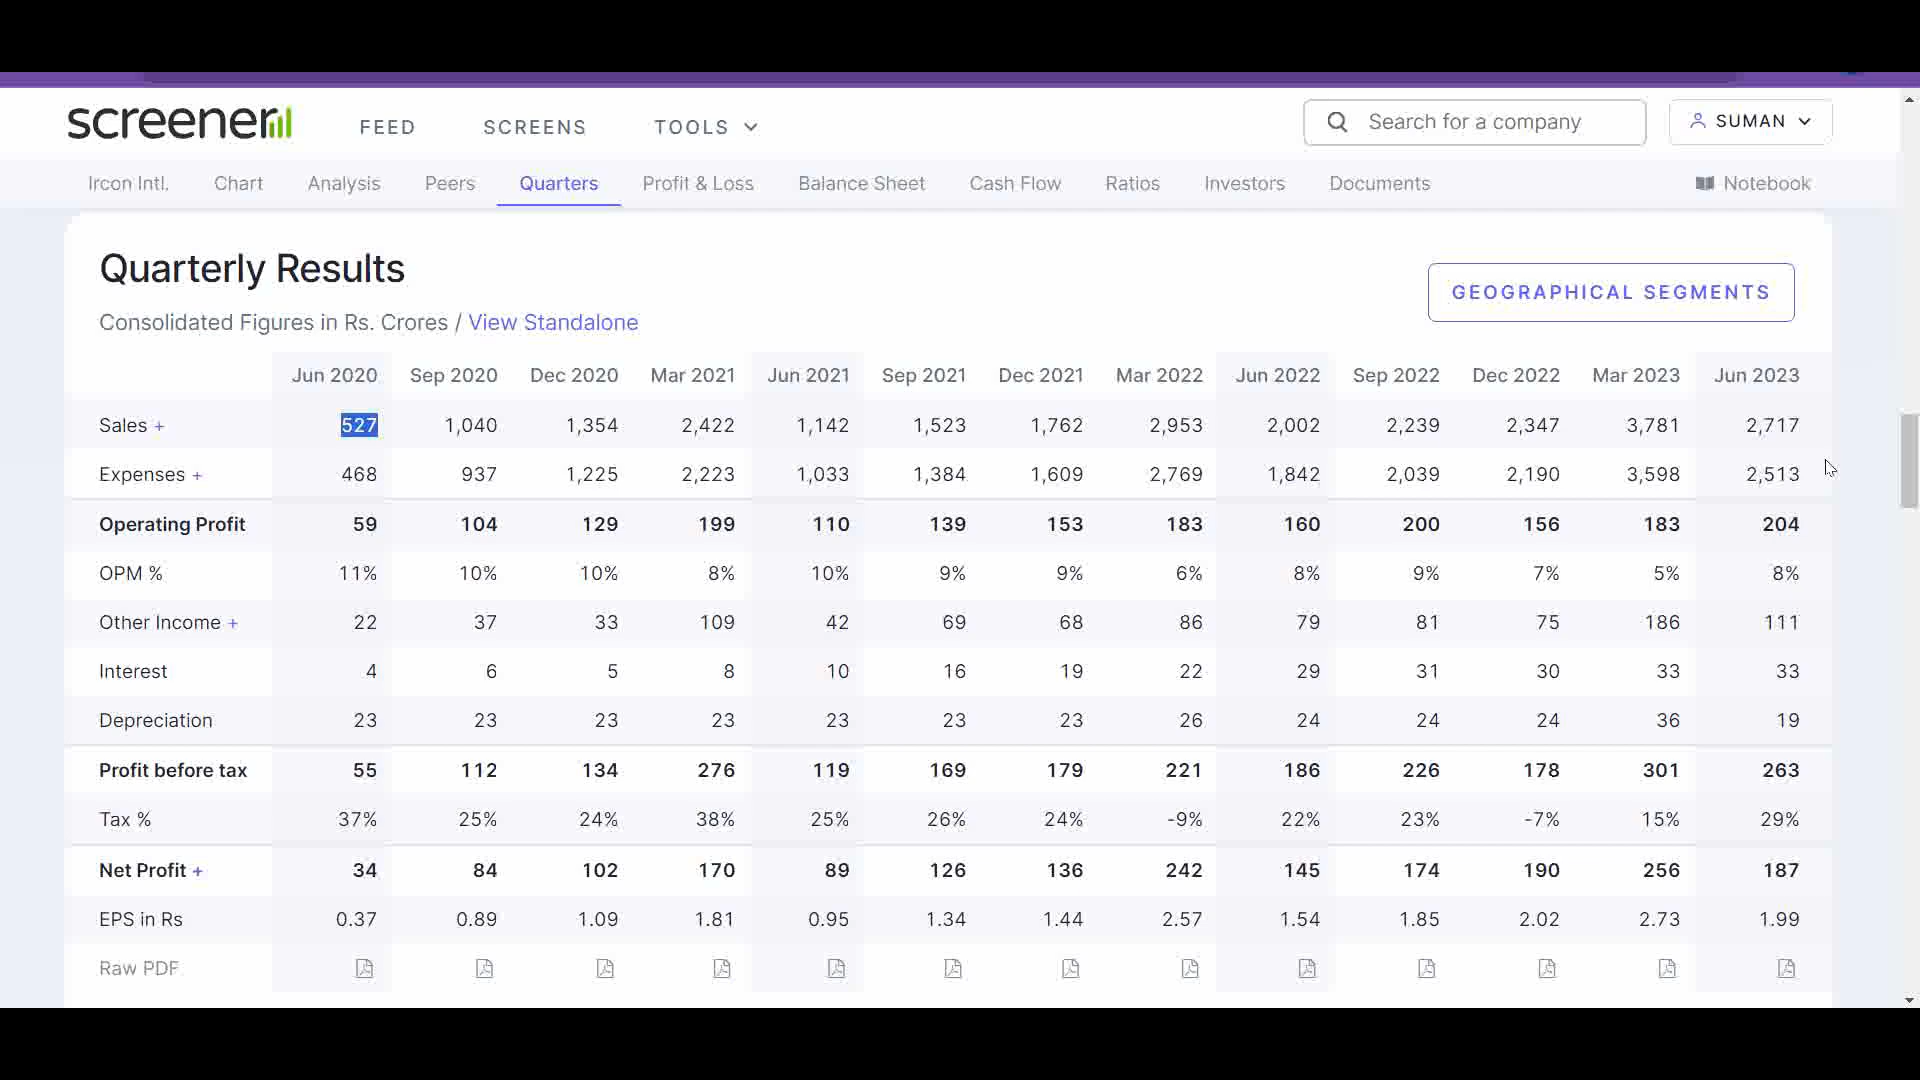 screener
FEED SCREENS TOOLS
Search for a company
SUMAN
Ircon Intl. Chart Analysis Peers Quarters Profit & Loss Balance Sheet Cash Flow Ratios Investors Documents Notebook
Quarterly Results
GEOGRAPHICAL SEGMENTS
Consolidated Figures in Rs. Crores / View Standalone
Jun 2020 Sep 2020 Dec 2020 Mar 2021 Jun 2021 Sep 2021 Dec 2021 Mar 2022 Jun 2022 Sep 2022 Dec 2022 Mar 2023 Jun 2023
Sales + 527 1,040 1,354 2,422 1,142 1,523 1,762 2,953 2,002 2,239 2,347 3,781 2,717
Expenses + 468 937 1,225 2,223 1,033 1,384 1,609 2,769 1,842 2,039 2,190 3,598 2,513
Operating Profit 59 104 129 199 110 139 153 183 160 200 156 183 204
OPM % 11% 10% 10% 8% 10% 9% 9% 6% 8% 9% 7% 5% 8%
Other Income + 22 37 33 109 42 69 68 86 79 81 75 186 111
Interest 4 6 5 8 10 16 19 22 29 31 30 33 33
Depreciation 23 23 23 23 23 23 23 26 24 24 24 36 19
Profit before tax 55 112 134 276 119 169 179 221 186 226 178 301 263
Tax % 37% 25% 24% 38% 25% 26% 24% -9% 22% 23% -7% 15% 29%
Net Profit + 34 84 102 170 89 126 136 242 145 174 190 256 187
EPS in Rs 0.37 0.89 1.09 1.81 0.95 1.34 1.44 2.57 1.54 1.85 2.02 2.73 1.99
Raw PDF